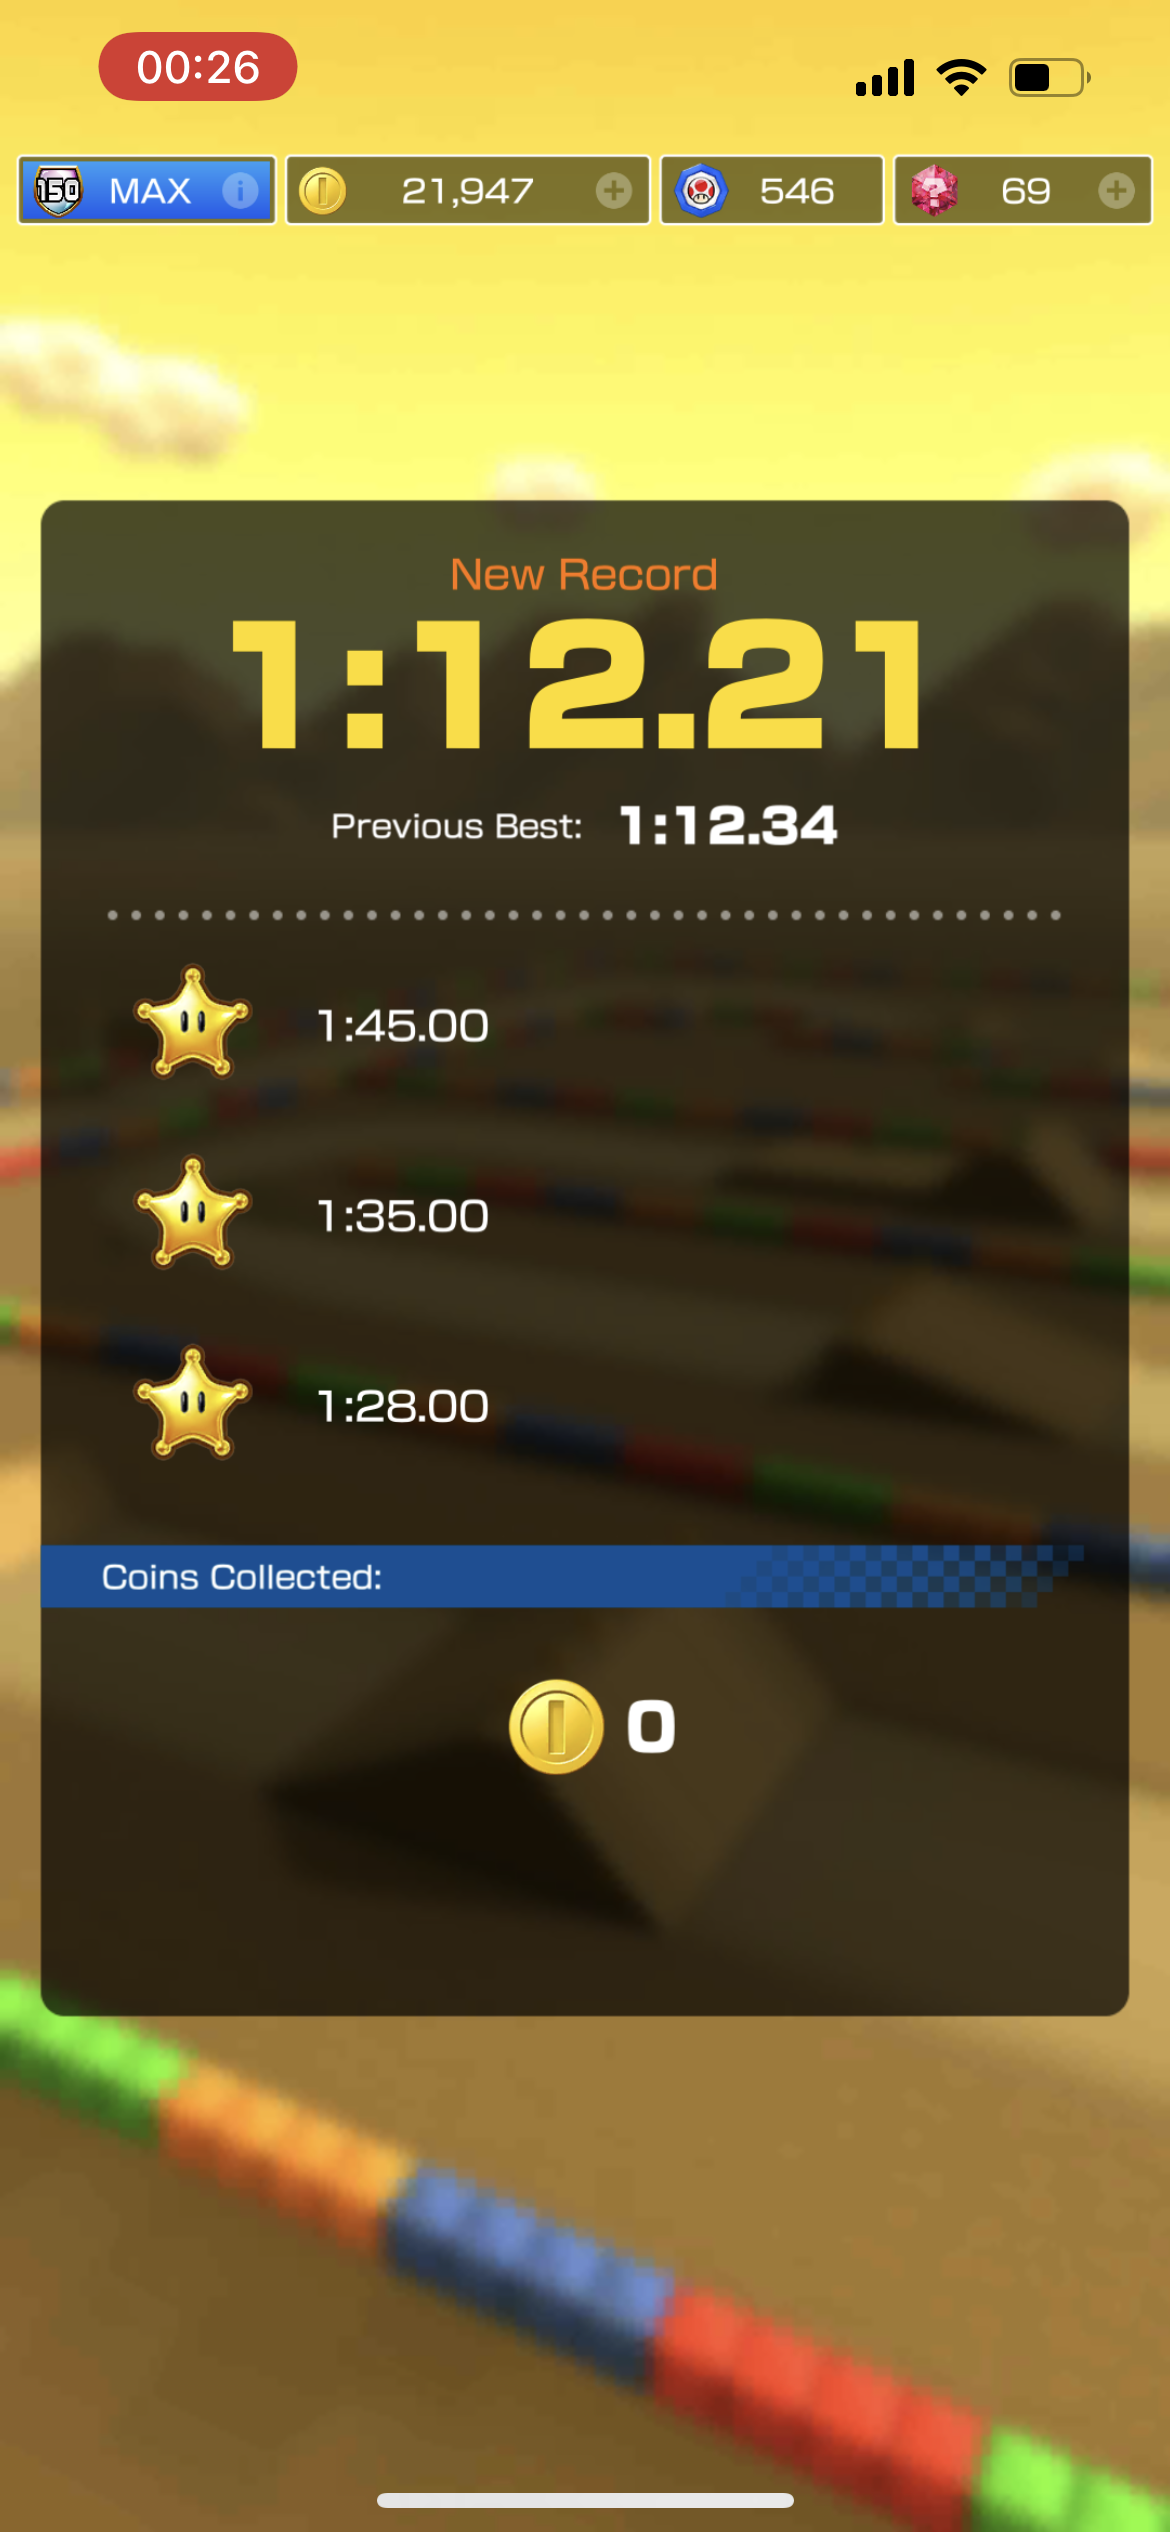 00:26
150 MAX i 21,947 + 546 ? 69 +
New Record
1:12.21
Previous Best: 1:12.34
1:45.00
1:35.00
1:28.00
Coins Collected:
0